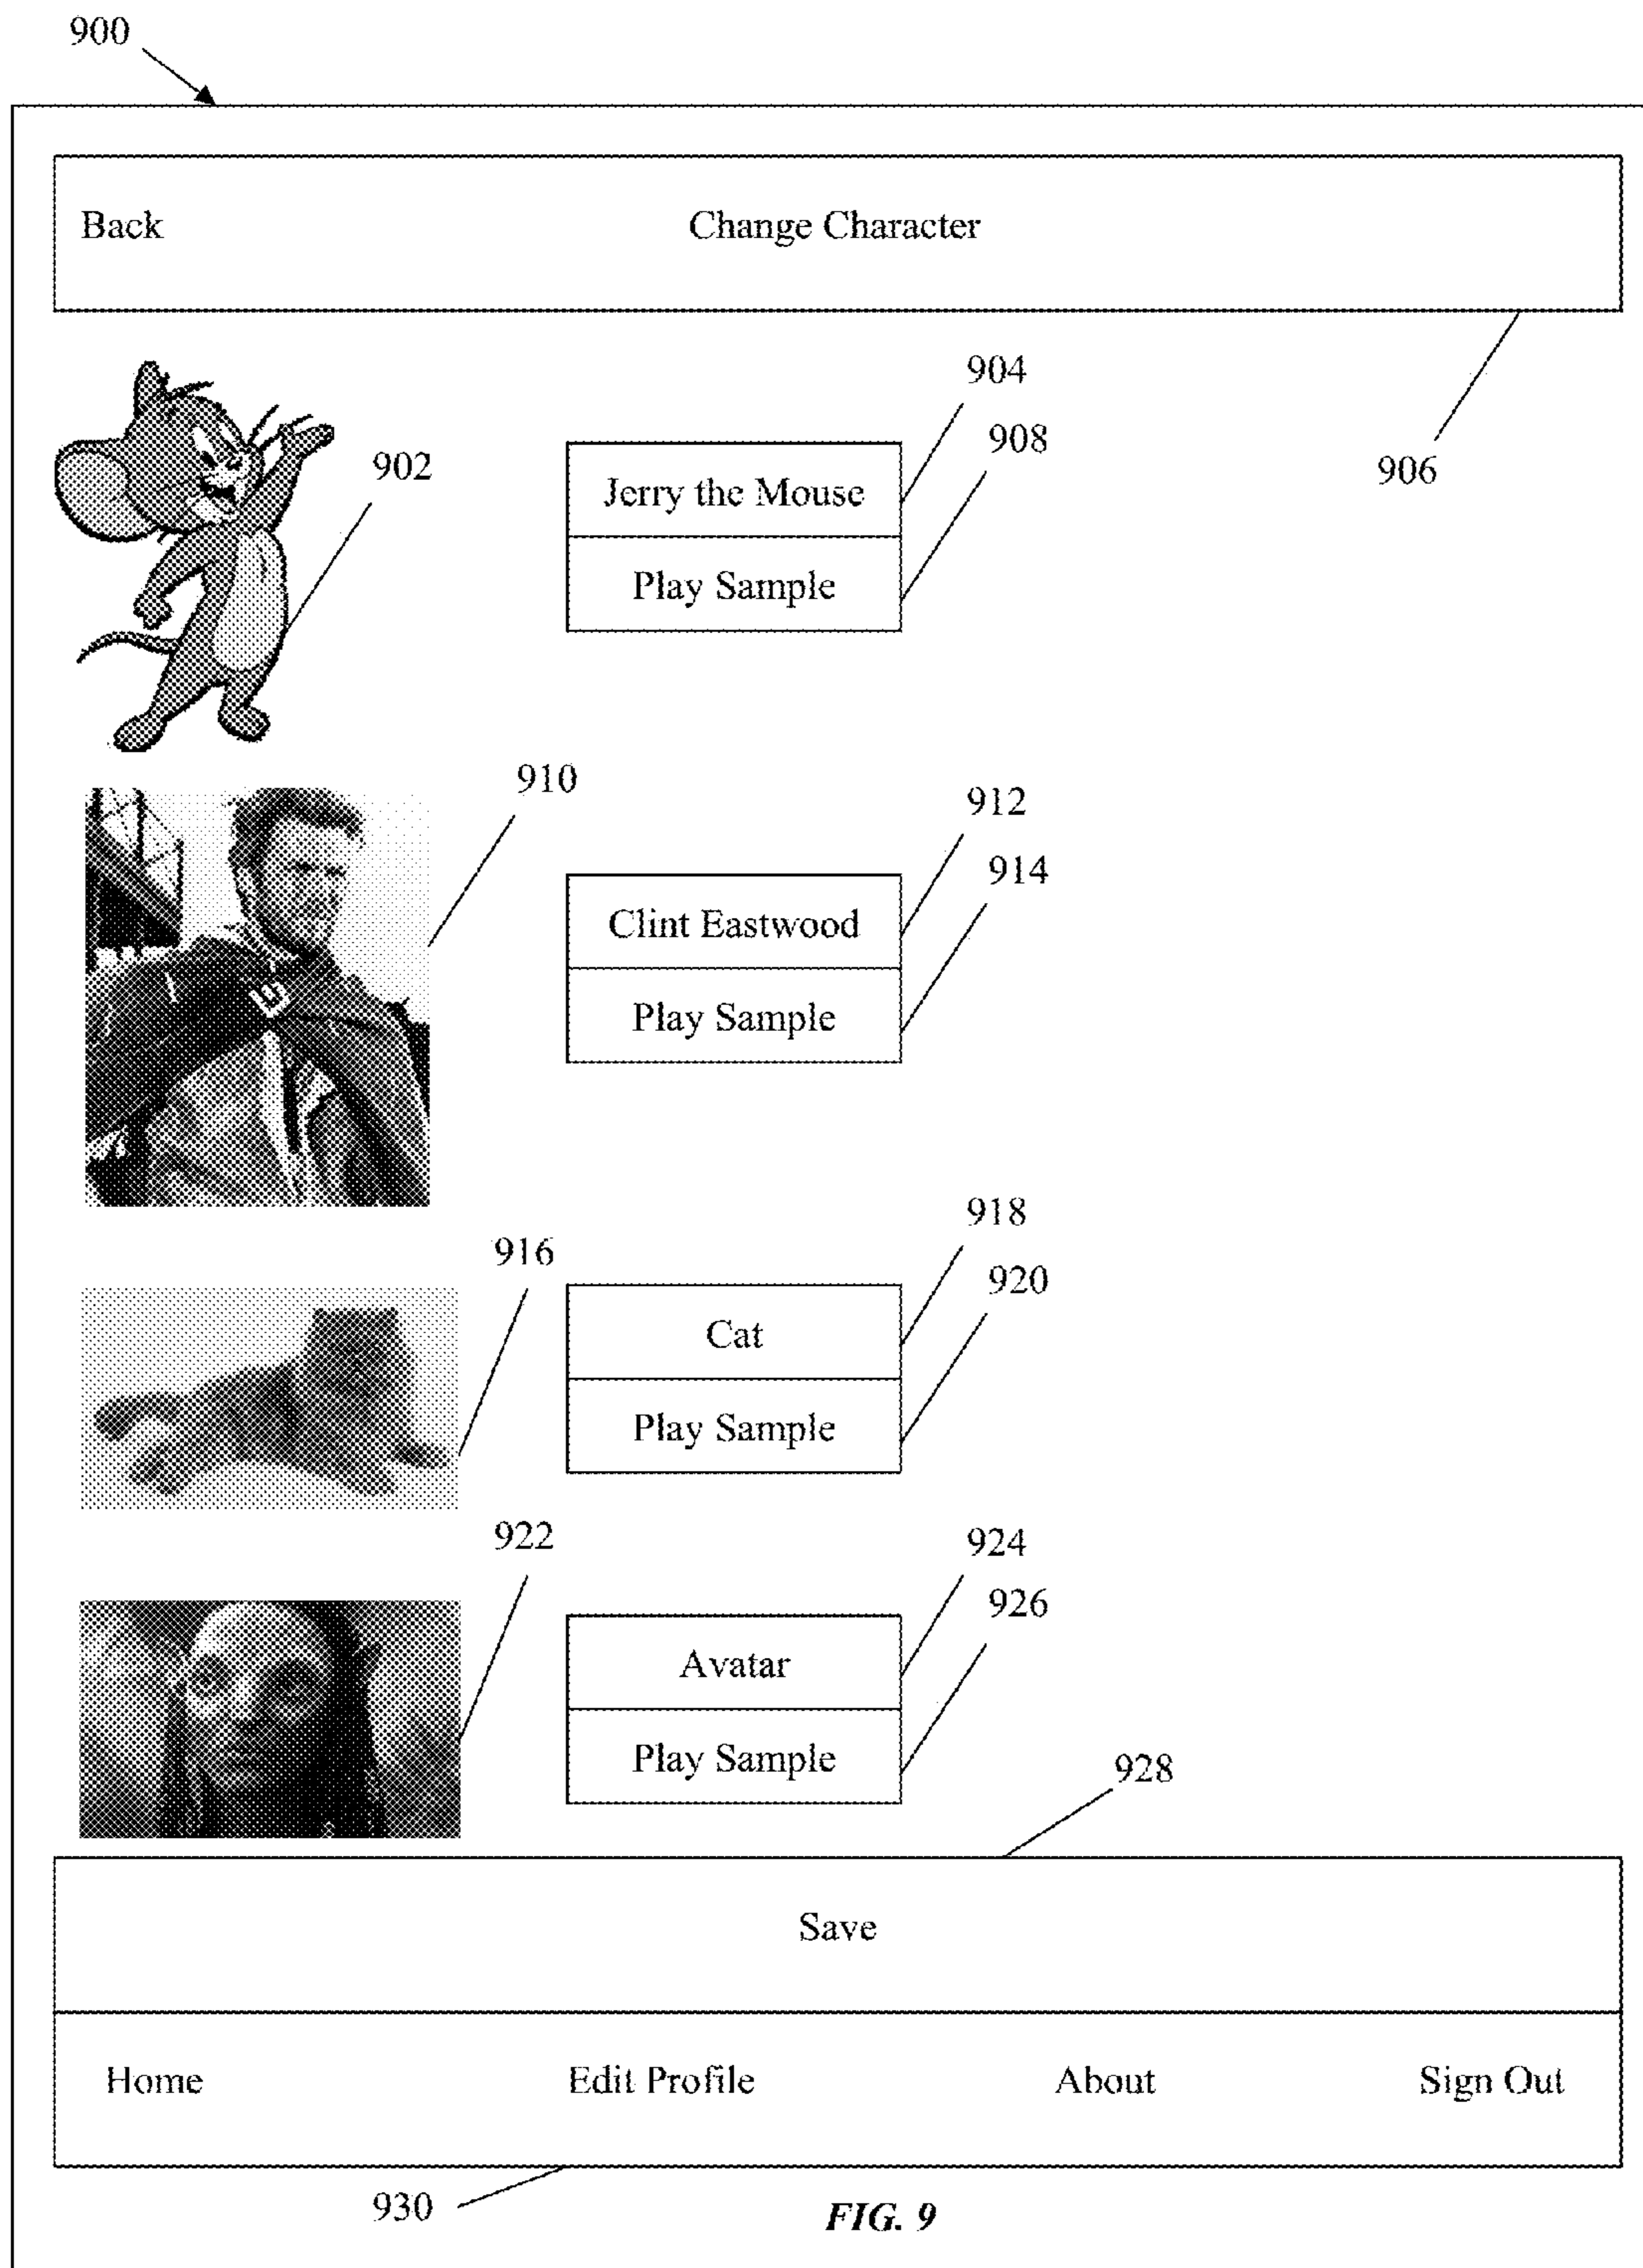 900
Back Change Character
904
908
902
906
Jerry the Mouse
Play Sample
910
912
914
Clint Eastwood
Play Sample
918
916
920
Cat
Play Sample
922
924
926
Avatar
Play Sample
928
Save
Home Edit Profile About Sign Out
930
FIG. 9